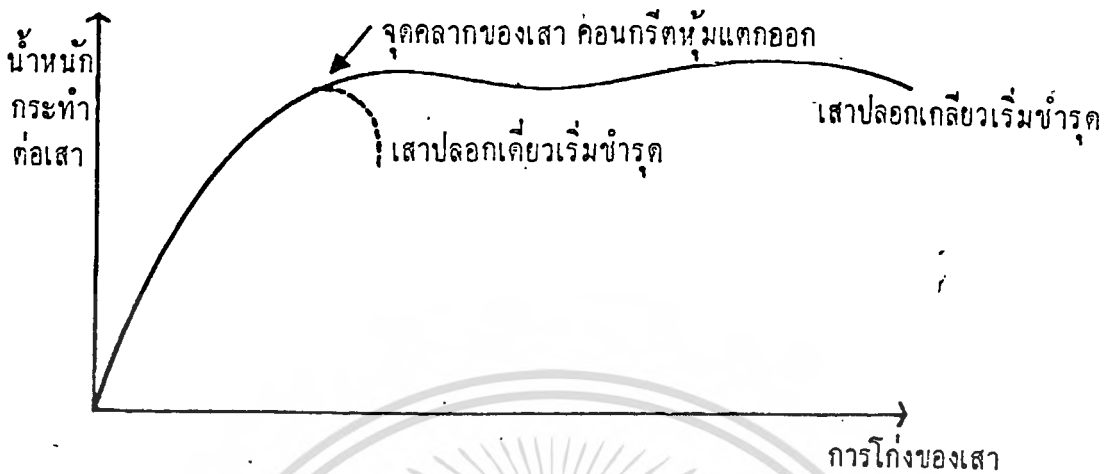 จุดคลากของเสา คอนกรีตหุ้มแตกออก
น้ำหนัก
กระทำ
ต่อเสา
เสาปลอกเกลียวเริ่มชำรุด
เสาปลอกเดี่ยวเริ่มชำรุด
การโก่งของเสา